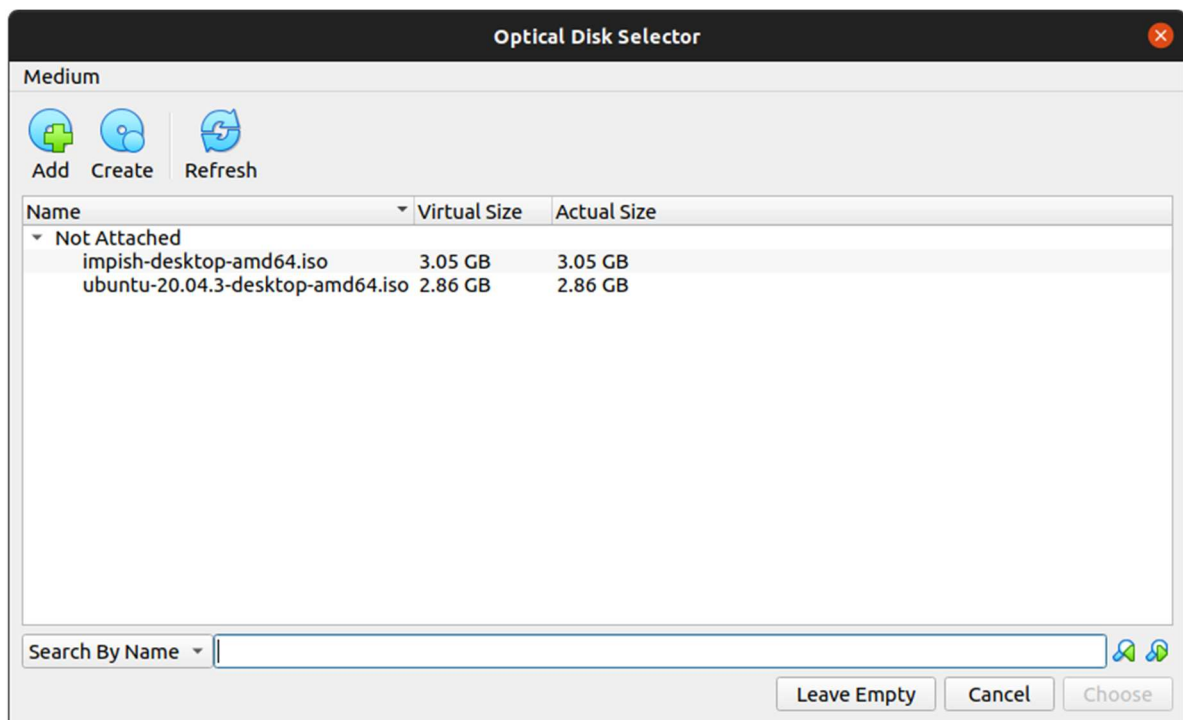 Optical Disk Selector
Medium
Add Create Refresh
Name Virtual Size Actual Size
Not Attached
impish-desktop-amd64.iso 3.05 GB 3.05 GB
ubuntu-20.04.3-desktop-amd64.iso 2.86 GB 2.86 GB
Search By Name
Leave Empty Cancel Choose